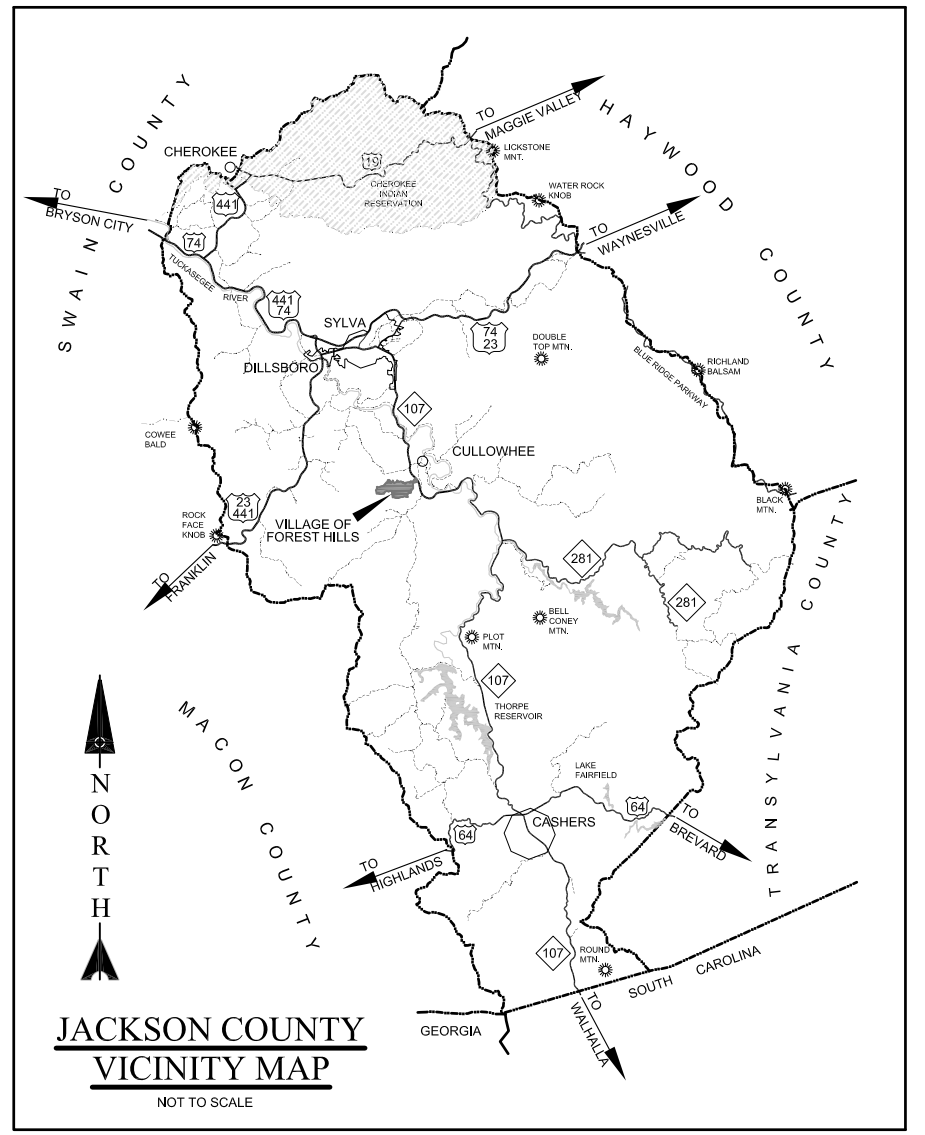 SWAIN COUNTY
HAYWOOD COUNTY
TO
MAGGIE VALLEY
LICKSTONE
MNT.
CHEROKEE
19
CHEROKEE
INDIAN
RESERVATION
WATER ROCK
KNOB
TO
BRYSON CITY
441
74
TO
WAYNESVILLE
TUCKASEGEE
RIVER
441
74
SYLVA
74
23
DOUBLE
TOP MTN.
DILLSBORO
BLUE RIDGE PARKWAY
RICHLAND
BALSAM
107
COWEE
BALD
CULLOWHEE
BLACK
MTN.
23
441
ROCK
FACE
KNOB
VILLAGE OF
FOREST HILLS
TO
FRANKLIN
281
281
BELL
CONEY
MTN.
PLOT
MTN.
107
THORPE
RESERVOIR
TRANSYLVANIA COUNTY
MACON COUNTY
NORTH
LAKE
FAIRFIELD
64
TO
BREVARD
64
CASHERS
TO
HIGHLANDS
107
ROUND
MTN.
SOUTH CAROLINA
GEORGIA
TO
WALHALLA
JACKSON COUNTY
VICINITY MAP
NOT TO SCALE